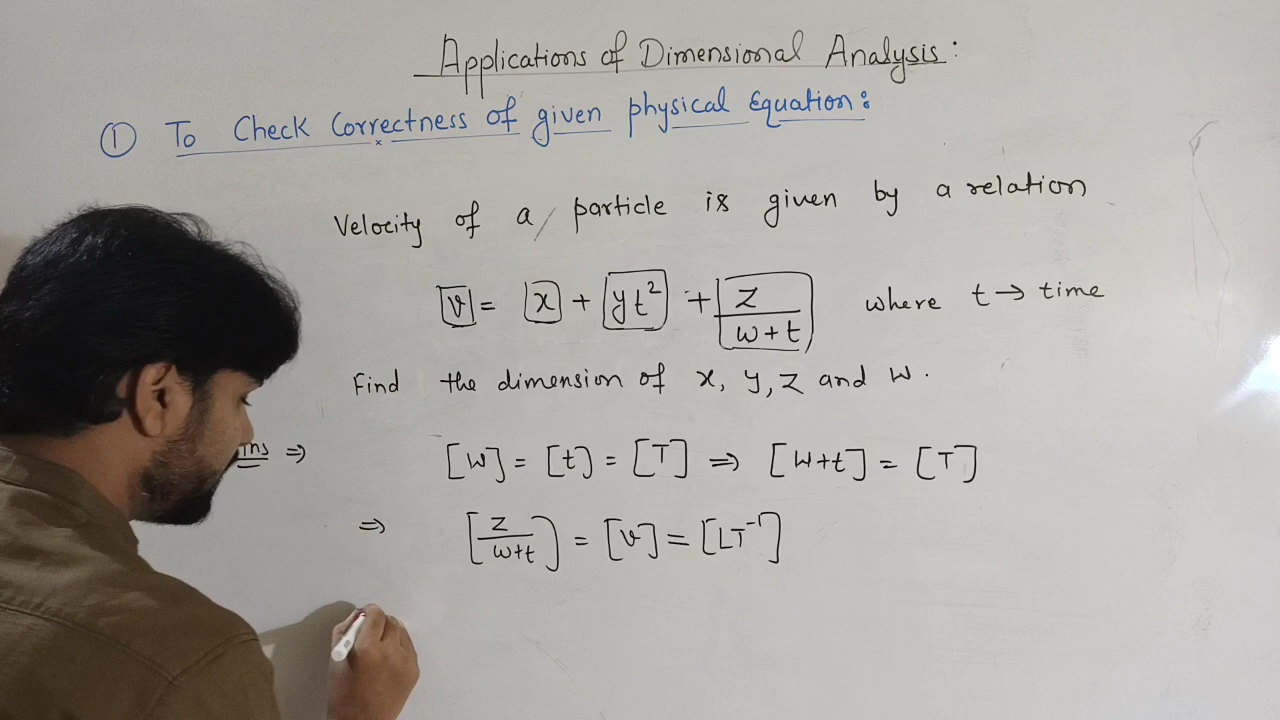 Applications of Dimensional Analysis:
① To Check Correctness of given physical Equation:
Velocity of a particle is given by a relation
v = x + yt² + z/(w+t) where t → time
Find the dimension of x, y, z and w.
Ans ⇒ [w] = [t] = [T] ⇒ [w+t] = [T]
⇒ [z/(w+t)] = [v] = [LT⁻¹]